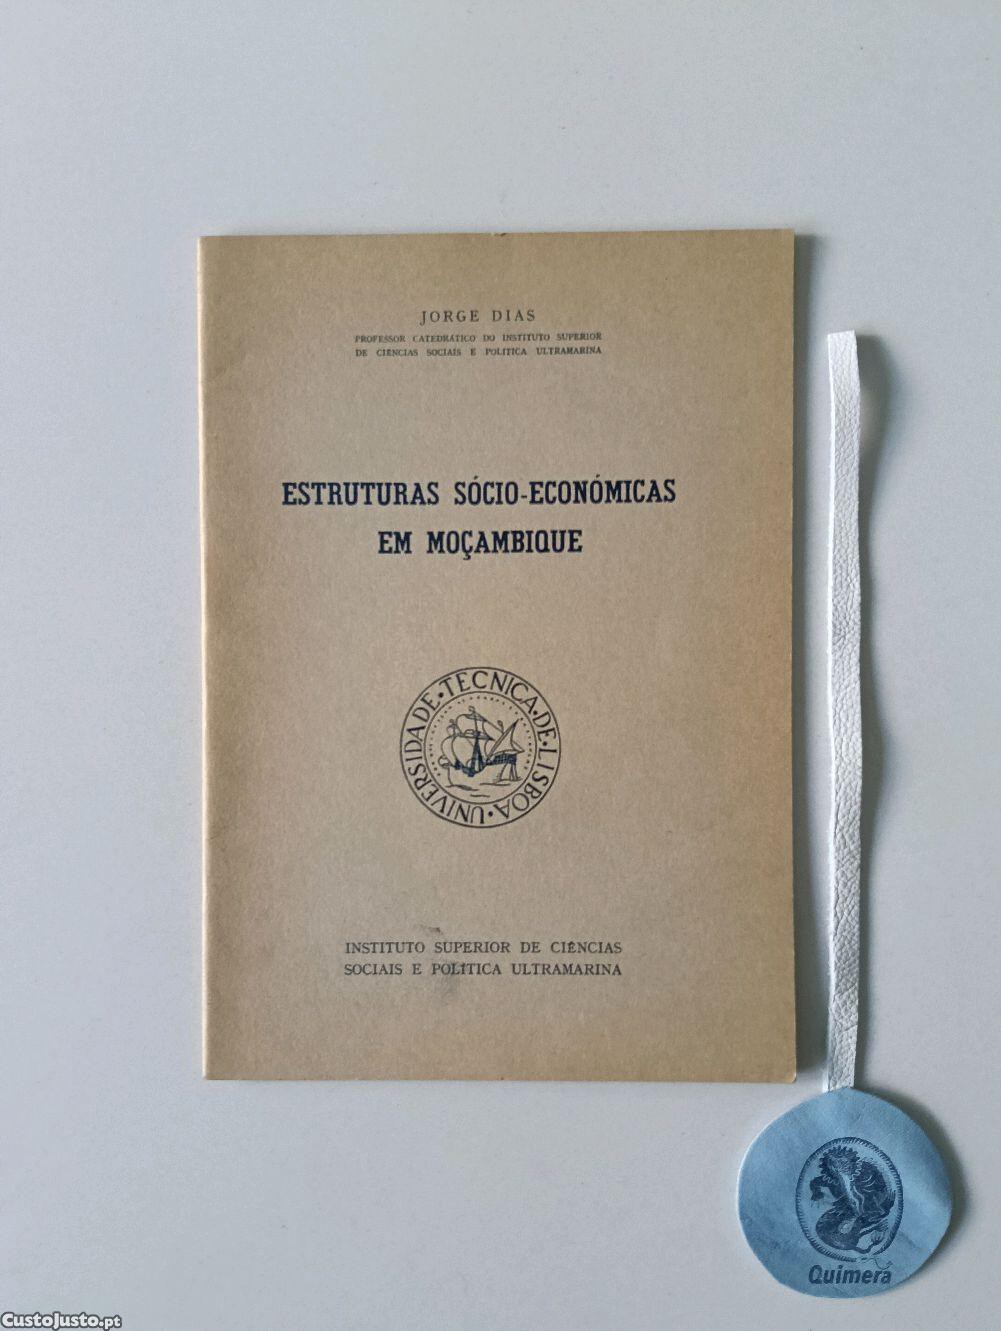 JORGE DIAS
PROFESSOR CATEDRÁTICO DO INSTITUTO SUPERIOR
DE CIÊNCIAS SOCIAIS E POLÍTICA ULTRAMARINA
ESTRUTURAS SÓCIO-ECONÓMICAS
EM MOÇAMBIQUE
UNIVERSIDADE·TECNICA·DE·LISBOA·
INSTITUTO SUPERIOR DE CIÊNCIAS
SOCIAIS E POLÍTICA ULTRAMARINA
Quimera
CustoJusto.pt